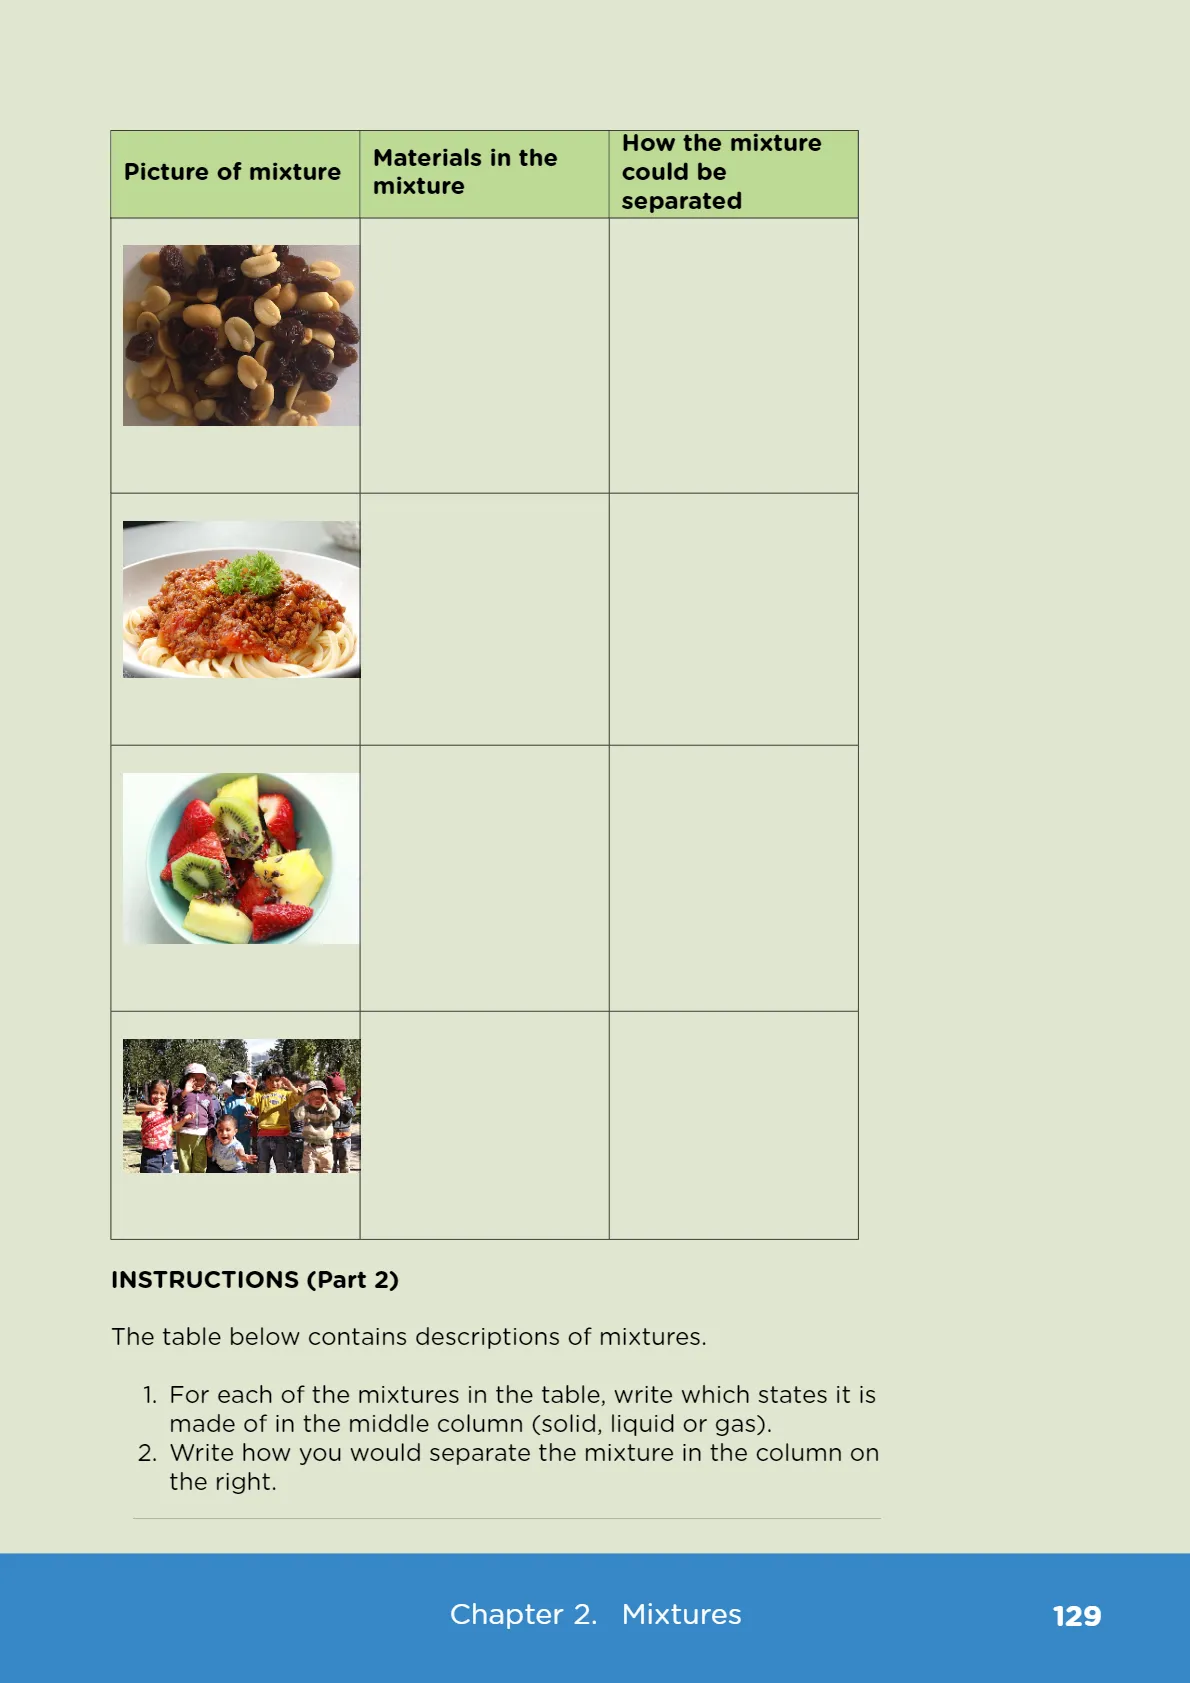 Picture of mixture
Materials in the
mixture
How the mixture
could be
separated
INSTRUCTIONS (Part 2)
The table below contains descriptions of mixtures.
1. For each of the mixtures in the table, write which states it is
made of in the middle column (solid, liquid or gas).
2. Write how you would separate the mixture in the column on
the right.
Chapter 2. Mixtures
129